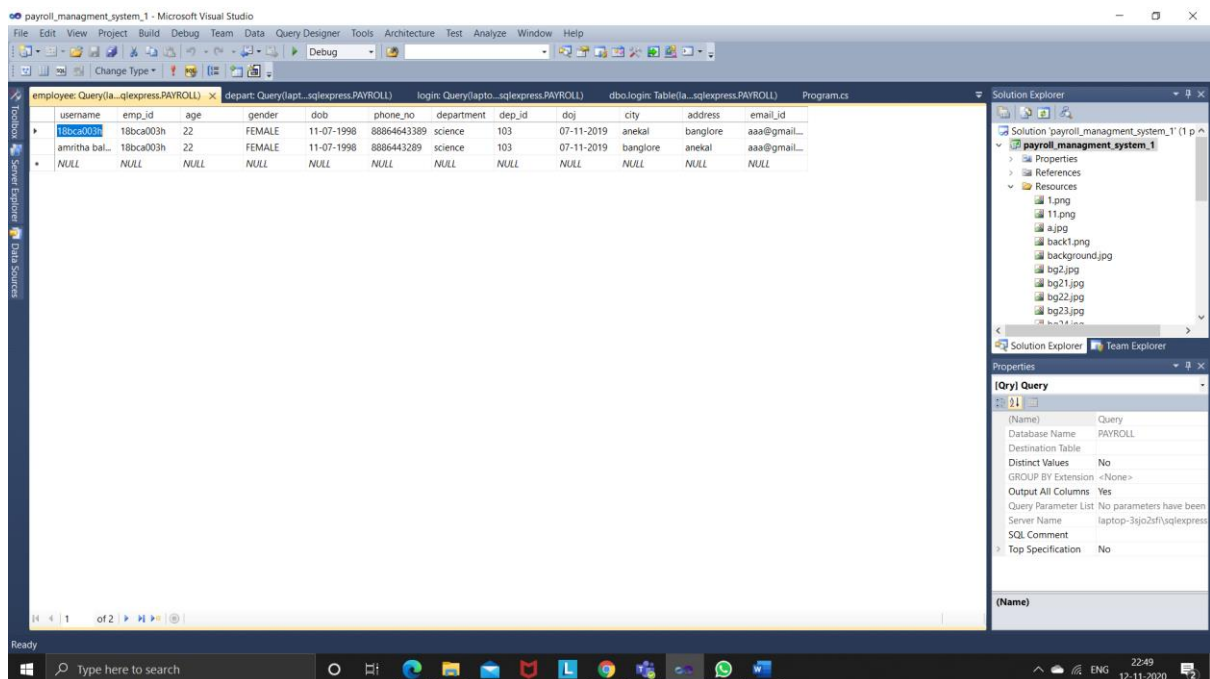 payroll_managment_system_1 - Microsoft Visual Studio
File Edit View Project Build Debug Team Data Query Designer Tools Architecture Test Analyze Window Help
Debug
Change Type
employee: Query(la...qlexpress.PAYROLL) depart: Query(lapt...sqlexpress.PAYROLL) login: Query(lapto...sqlexpress.PAYROLL) dbo.login: Table(la...sqlexpress.PAYROLL) Program.cs
username emp_id age gender dob phone_no department dep_id doj city address email_id
18bca003h 18bca003h 22 FEMALE 11-07-1998 88864643389 science 103 07-11-2019 anekal banglore aaa@gmail....
amritha bal... 18bca003h 22 FEMALE 11-07-1998 8886443289 science 103 07-11-2019 banglore anekal aaa@gmail....
NULL NULL NULL NULL NULL NULL NULL NULL NULL NULL NULL NULL
Toolbox
Server Explorer
Data Sources
1 of 2
Solution Explorer
Solution 'payroll_managment_system_1' (1 p
payroll_managment_system_1
Properties
References
Resources
1.png
11.png
a.jpg
back1.png
background.jpg
bg2.jpg
bg21.jpg
bg22.jpg
bg23.jpg
Solution Explorer Team Explorer
Properties
[Qry] Query
(Name) Query
Database Name PAYROLL
Destination Table
Distinct Values No
GROUP BY Extension <None>
Output All Columns Yes
Query Parameter List No parameters have been
Server Name laptop-3sjo2sfi\sqlexpress
SQL Comment
Top Specification No
(Name)
Ready
Type here to search
ENG
22:49
12-11-2020